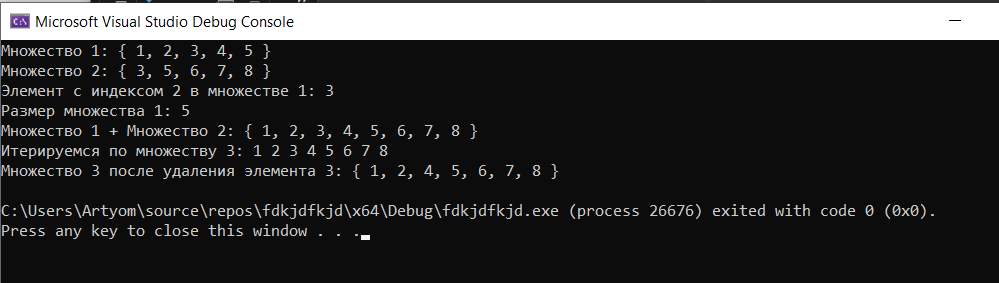 Microsoft Visual Studio Debug Console
Множество 1: { 1, 2, 3, 4, 5 }
Множество 2: { 3, 5, 6, 7, 8 }
Элемент с индексом 2 в множестве 1: 3
Размер множества 1: 5
Множество 1 + Множество 2: { 1, 2, 3, 4, 5, 6, 7, 8 }
Итерируемся по множеству 3: 1 2 3 4 5 6 7 8
Множество 3 после удаления элемента 3: { 1, 2, 4, 5, 6, 7, 8 }
C:\Users\Artyom\source\repos\fdkjdfkjd\x64\Debug\fdkjdfkjd.exe (process 26676) exited with code 0 (0x0).
Press any key to close this window . . .